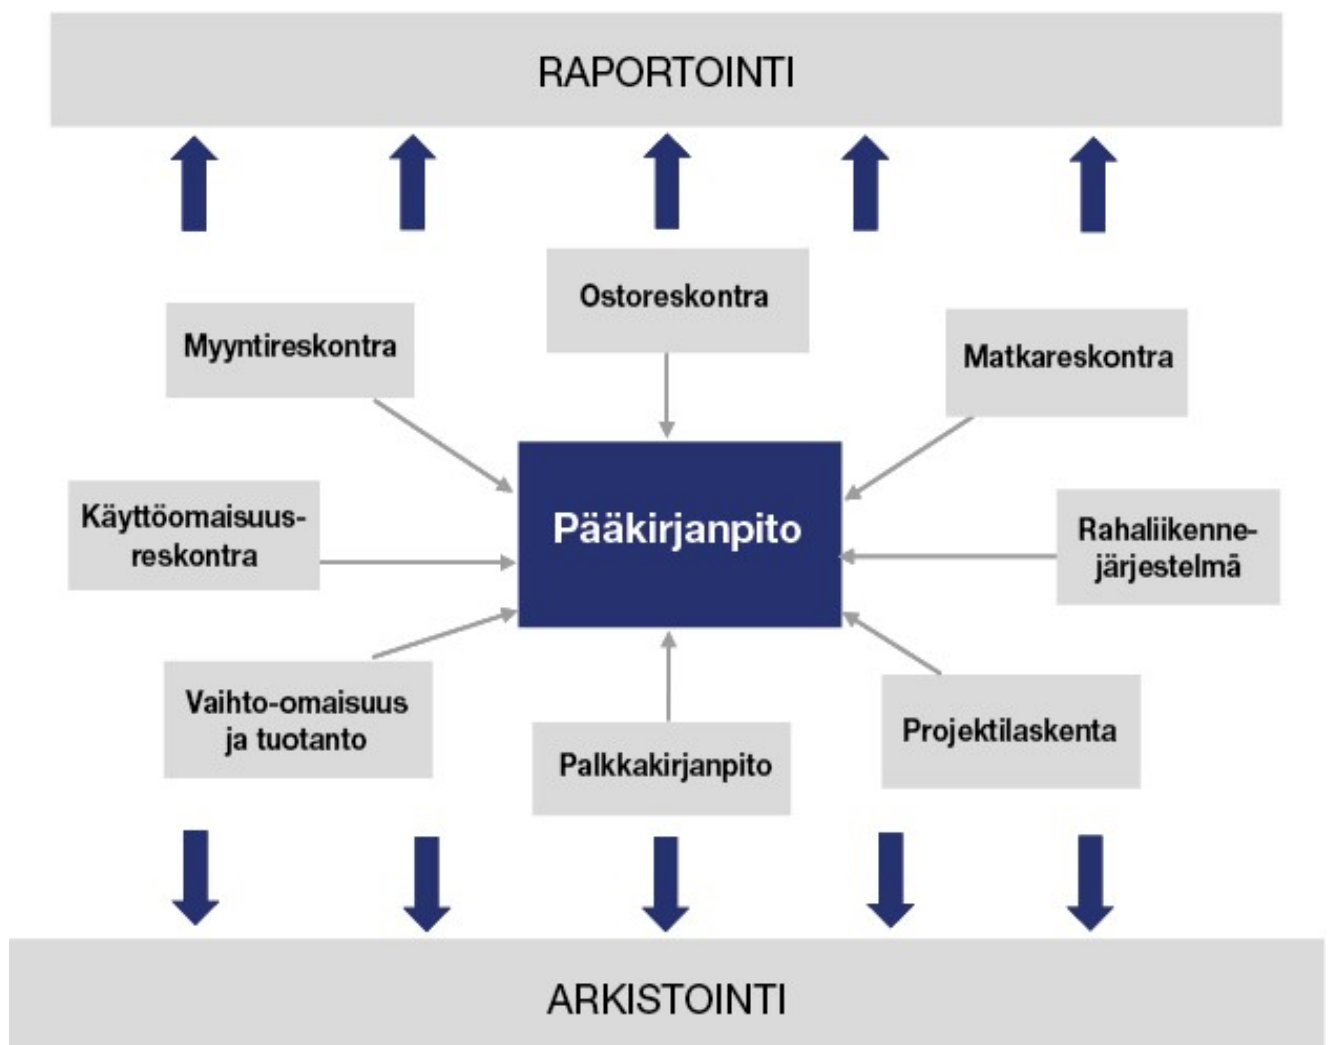 RAPORTOINTI
Ostoreskontra
Myyntireskontra
Matkareskontra
Pääkirjanpito
Käyttöomaisuus-
reskontra
Rahaliikenne-
järjestelmä
Vaihto-omaisuus
ja tuotanto
Palkkakirjanpito
Projektilaskenta
ARKISTOINTI